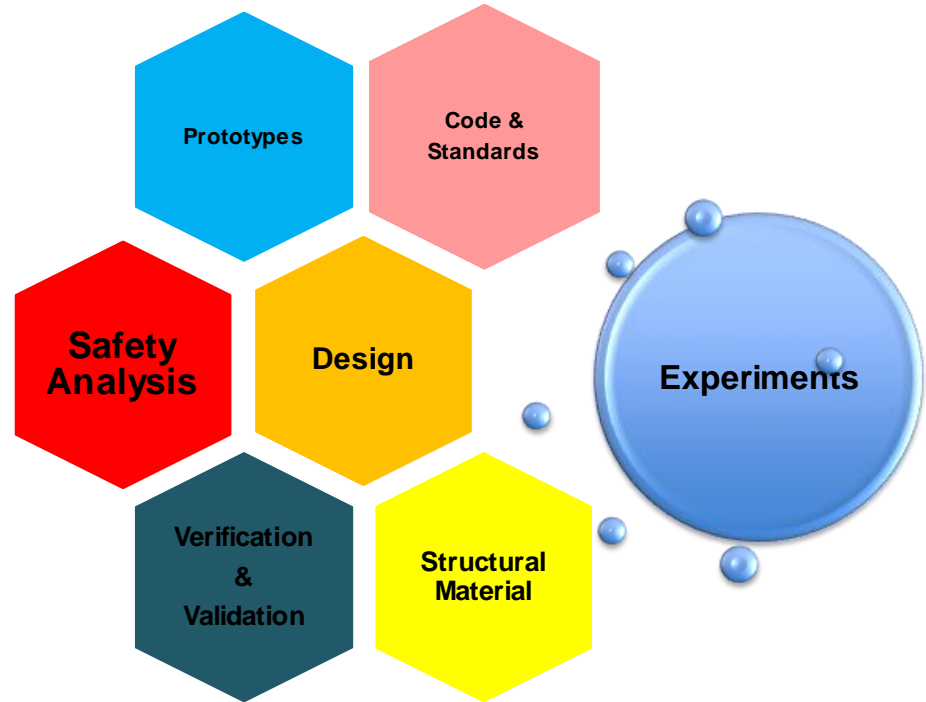 Prototypes
Code &
Standards
Safety
Analysis
Design
Experiments
Verification
&
Validation
Structural
Material